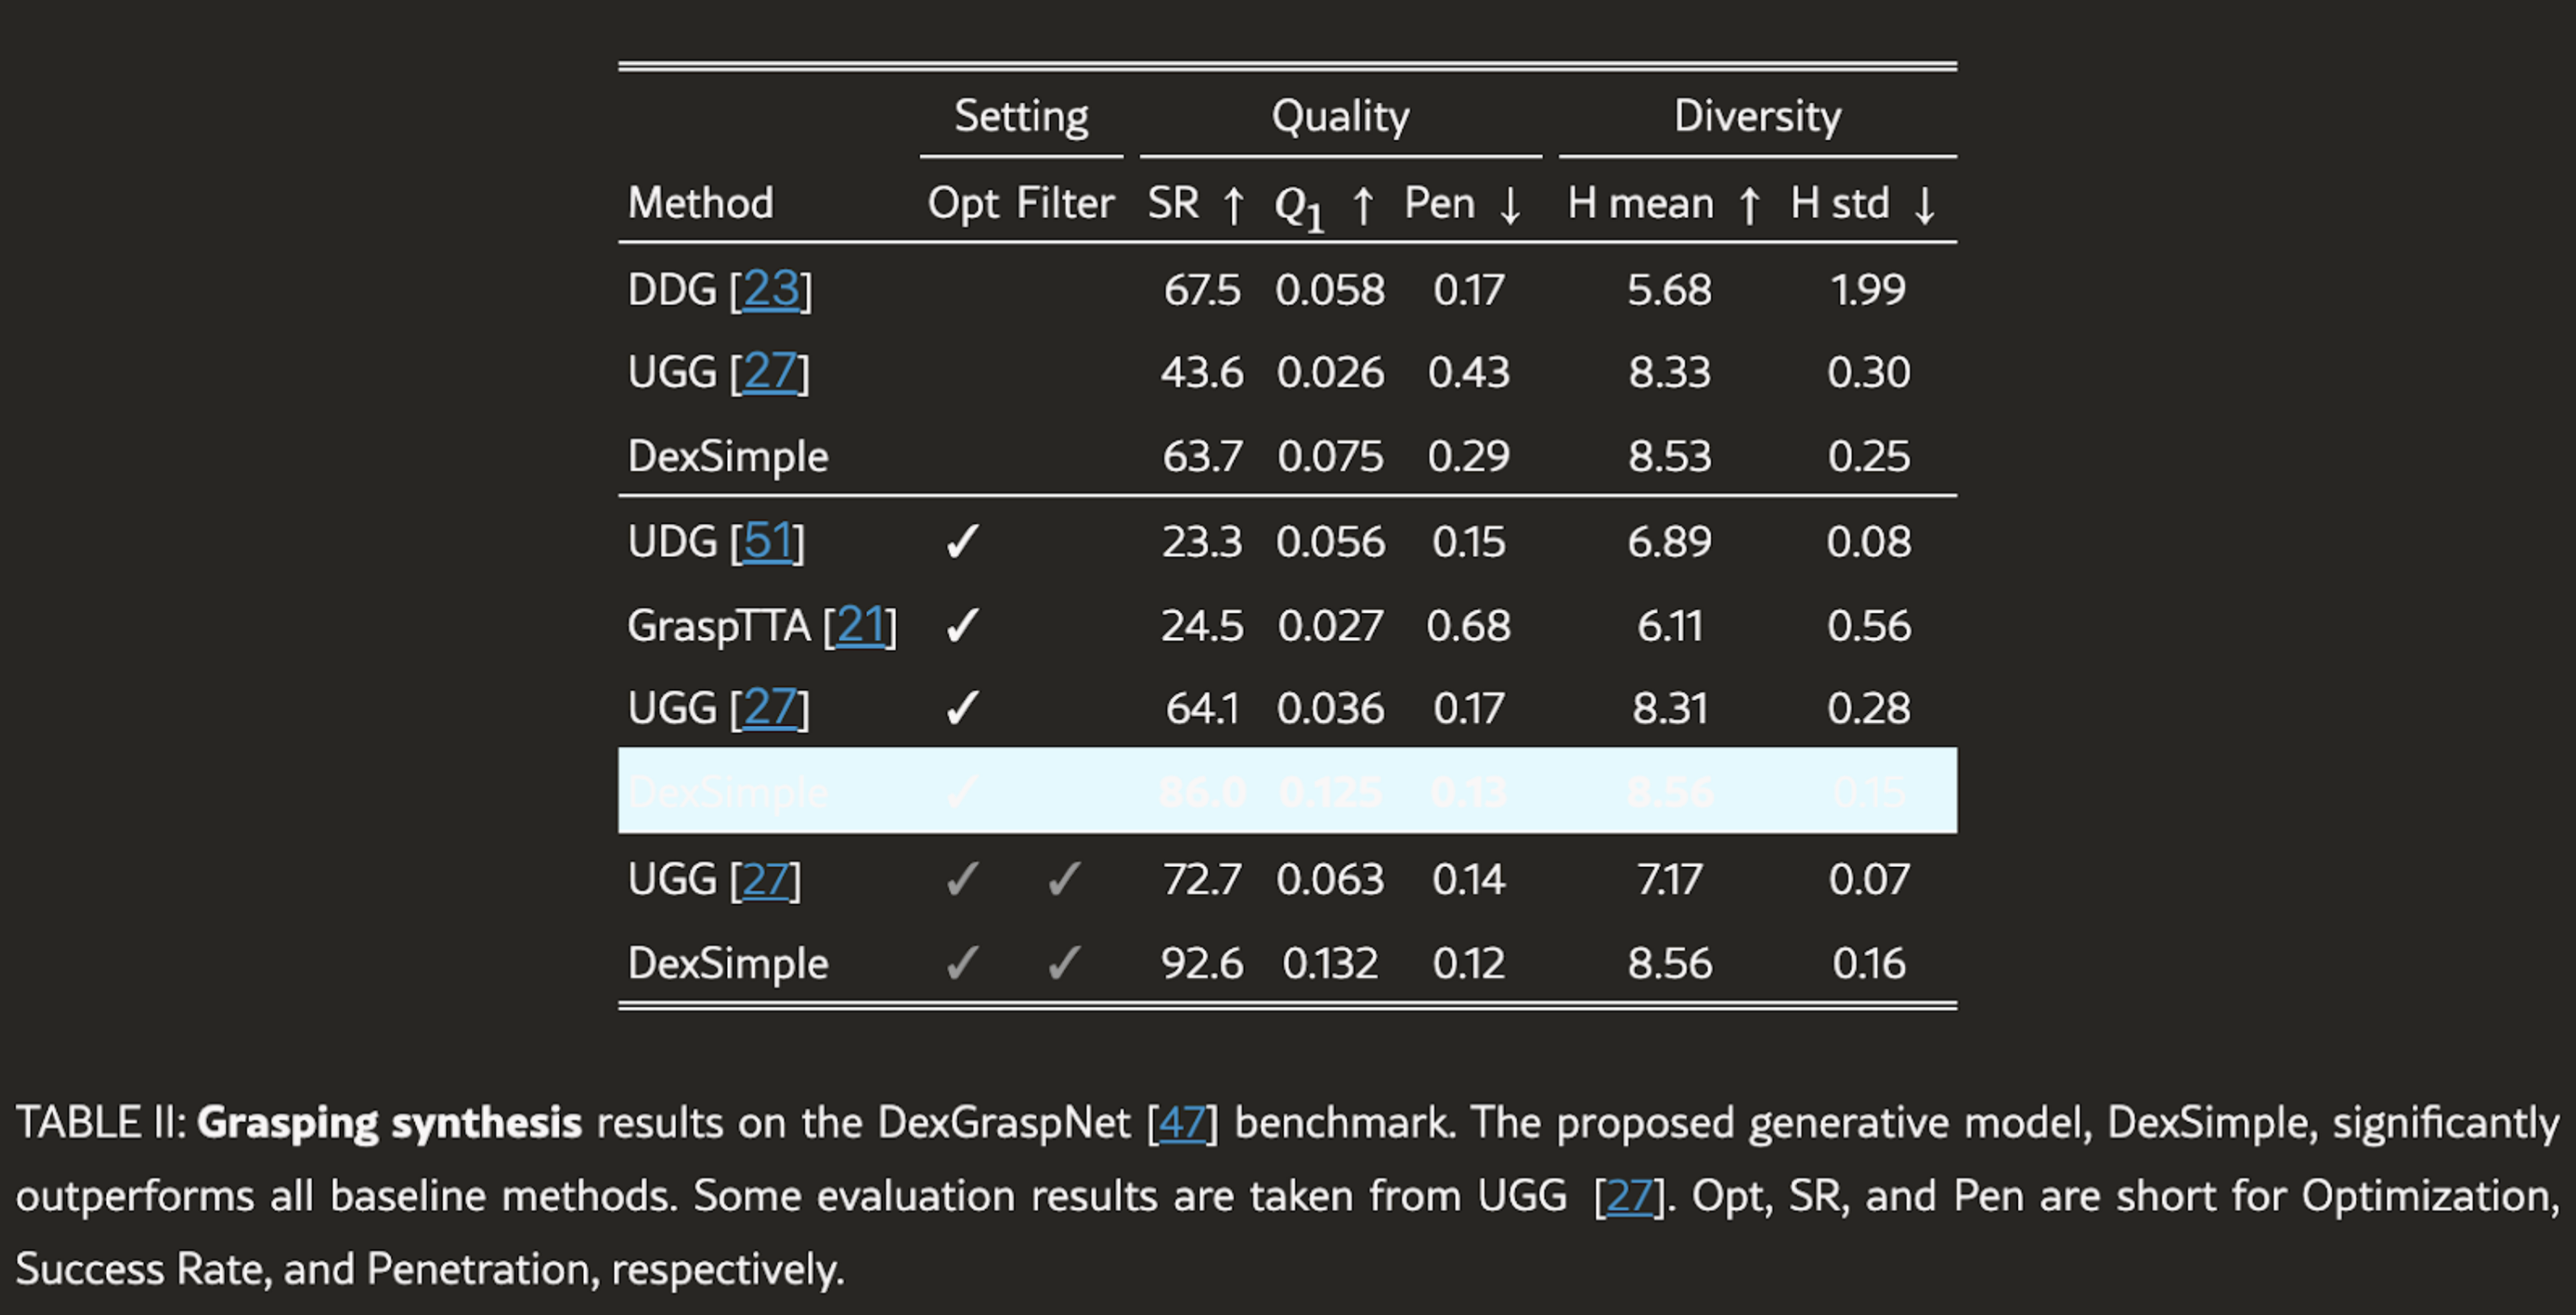 Setting Quality Diversity
Method Opt Filter SR ↑ Q1 ↑ Pen ↓ H mean ↑ H std ↓
DDG [23] 67.5 0.058 0.17 5.68 1.99
UGG [27] 43.6 0.026 0.43 8.33 0.30
DexSimple 63.7 0.075 0.29 8.53 0.25
UDG [51] ✓ 23.3 0.056 0.15 6.89 0.08
GraspTTA [21] ✓ 24.5 0.027 0.68 6.11 0.56
UGG [27] ✓ 64.1 0.036 0.17 8.31 0.28
DexSimple ✓ 86.0 0.125 0.13 8.56 0.15
UGG [27] ✓ ✓ 72.7 0.063 0.14 7.17 0.07
DexSimple ✓ ✓ 92.6 0.132 0.12 8.56 0.16
TABLE II: Grasping synthesis results on the DexGraspNet [47] benchmark. The proposed generative model, DexSimple, significantly
outperforms all baseline methods. Some evaluation results are taken from UGG [27]. Opt, SR, and Pen are short for Optimization,
Success Rate, and Penetration, respectively.